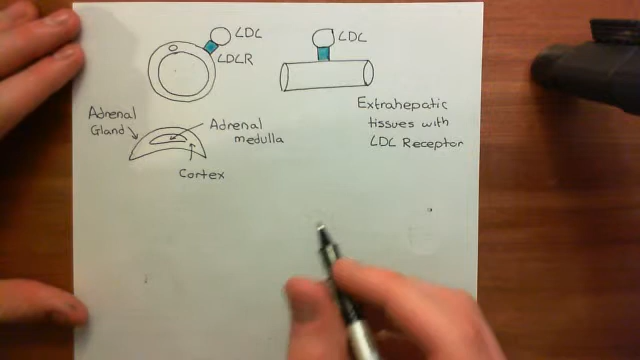 LDL
LDLR
LDL
Extrahepatic
tissues with
LDL Receptor
Adrenal
Gland
Adrenal
medulla
Cortex